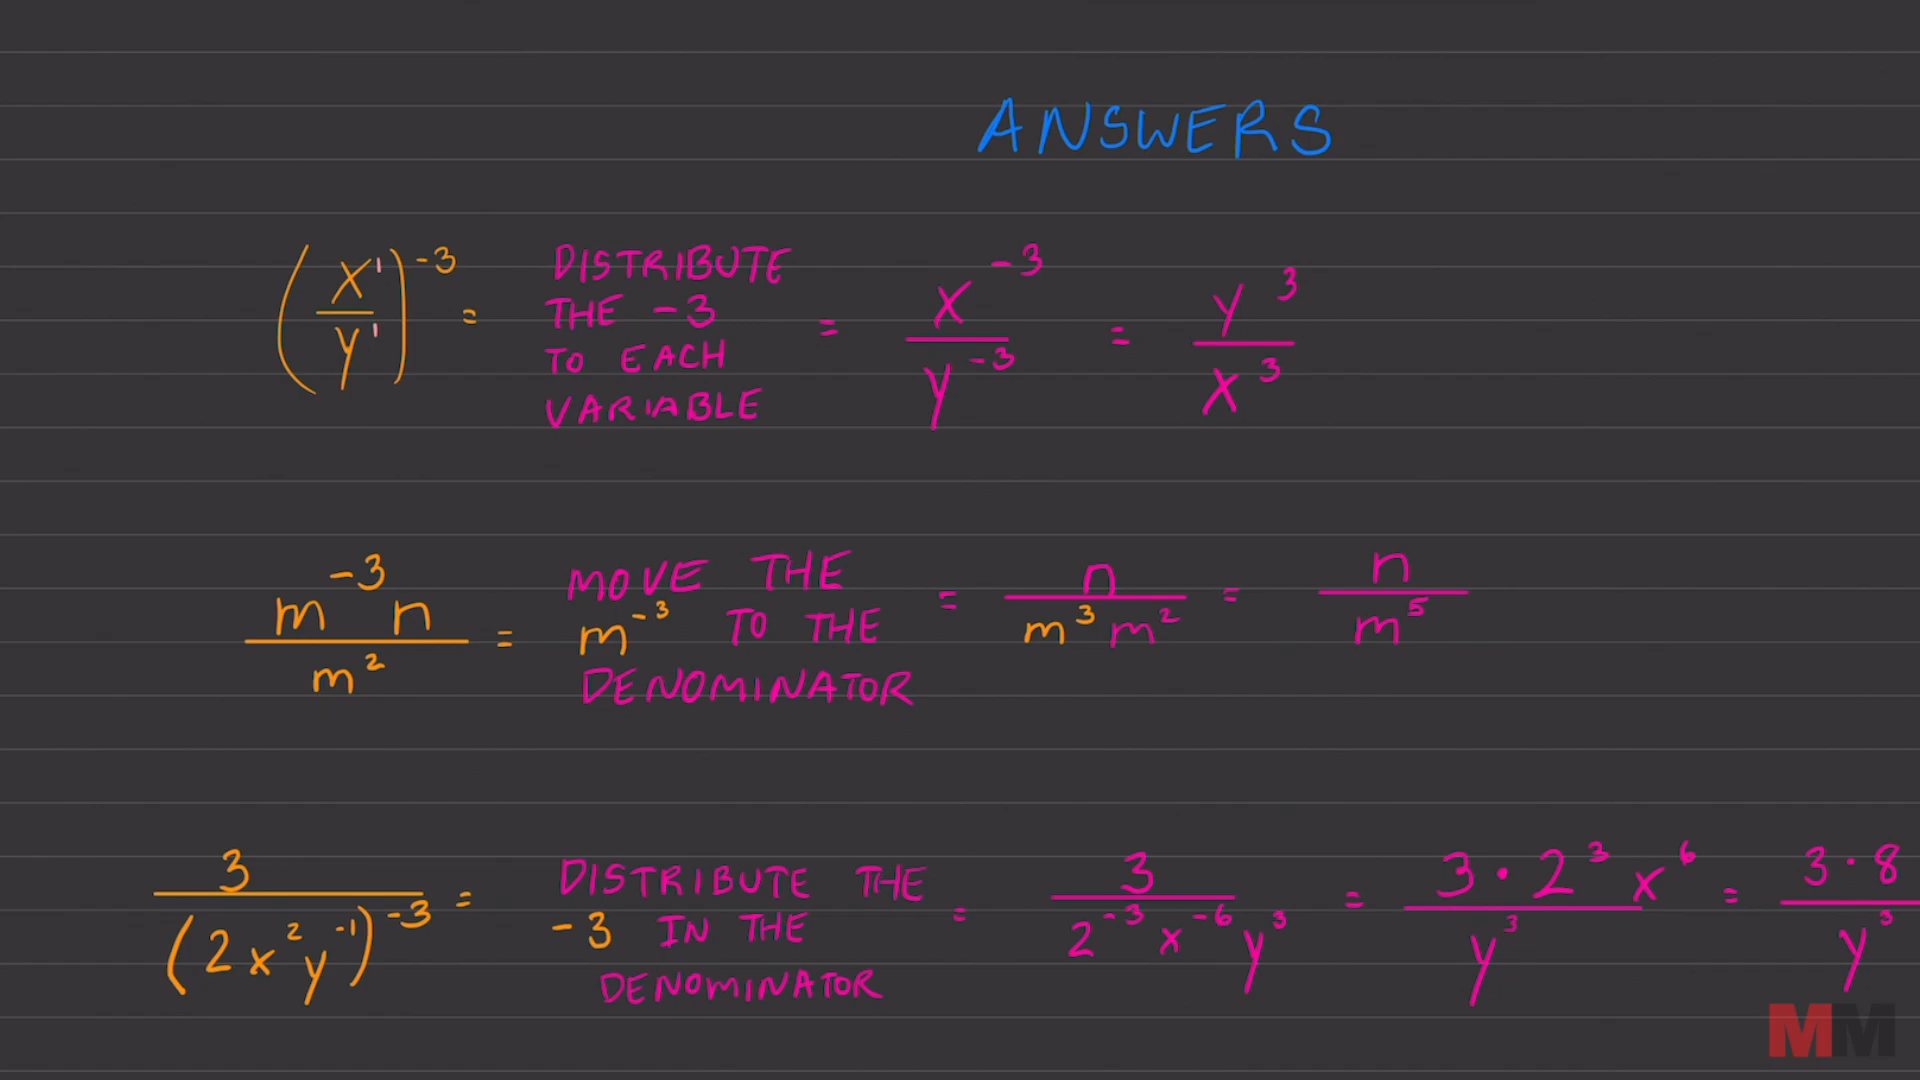 ANSWERS
(x¹/y¹)⁻³ = DISTRIBUTE THE -3 TO EACH VARIABLE = x⁻³/y⁻³ = y³/x³
m⁻³n/m² = MOVE THE m⁻³ TO THE DENOMINATOR = n/m³m² = n/m⁵
3/(2x²y⁻¹)⁻³ = DISTRIBUTE THE -3 IN THE DENOMINATOR = 3/2⁻³x⁻⁶y³ = 3·2³x⁶/y³ = 3·8/y³
MM